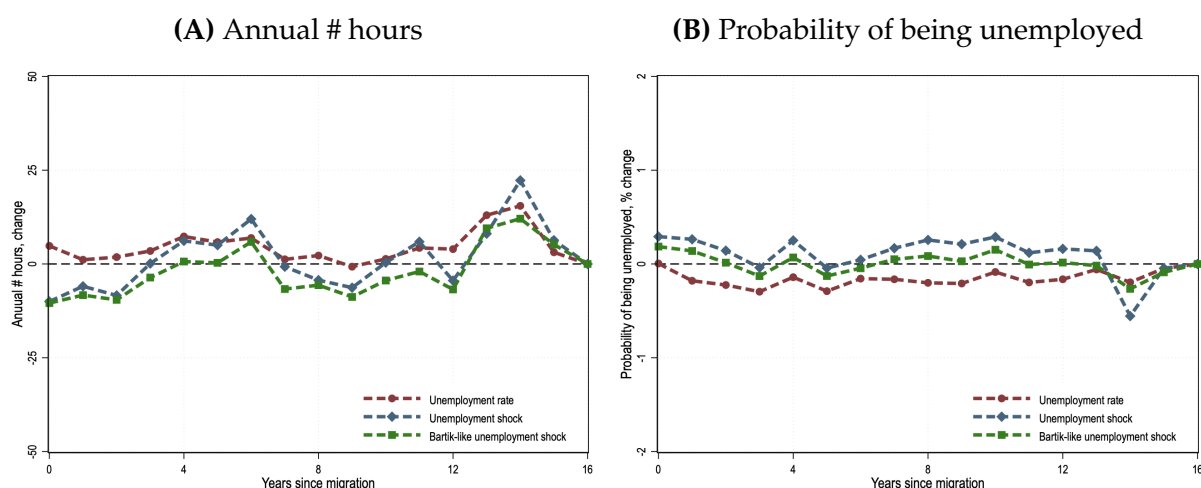 (A) Annual # hours
50
25
0
-25
-50
Anuual # hours, change
0 4 8 12 16
Years since migration
Unemployment rate
Unemployment shock
Bartik-like unemployment shock
(B) Probability of being unemployed
2
1
0
-1
-2
Probability of being unemployed, % change
0 4 8 12 16
Years since migration
Unemployment rate
Unemployment shock
Bartik-like unemployment shock